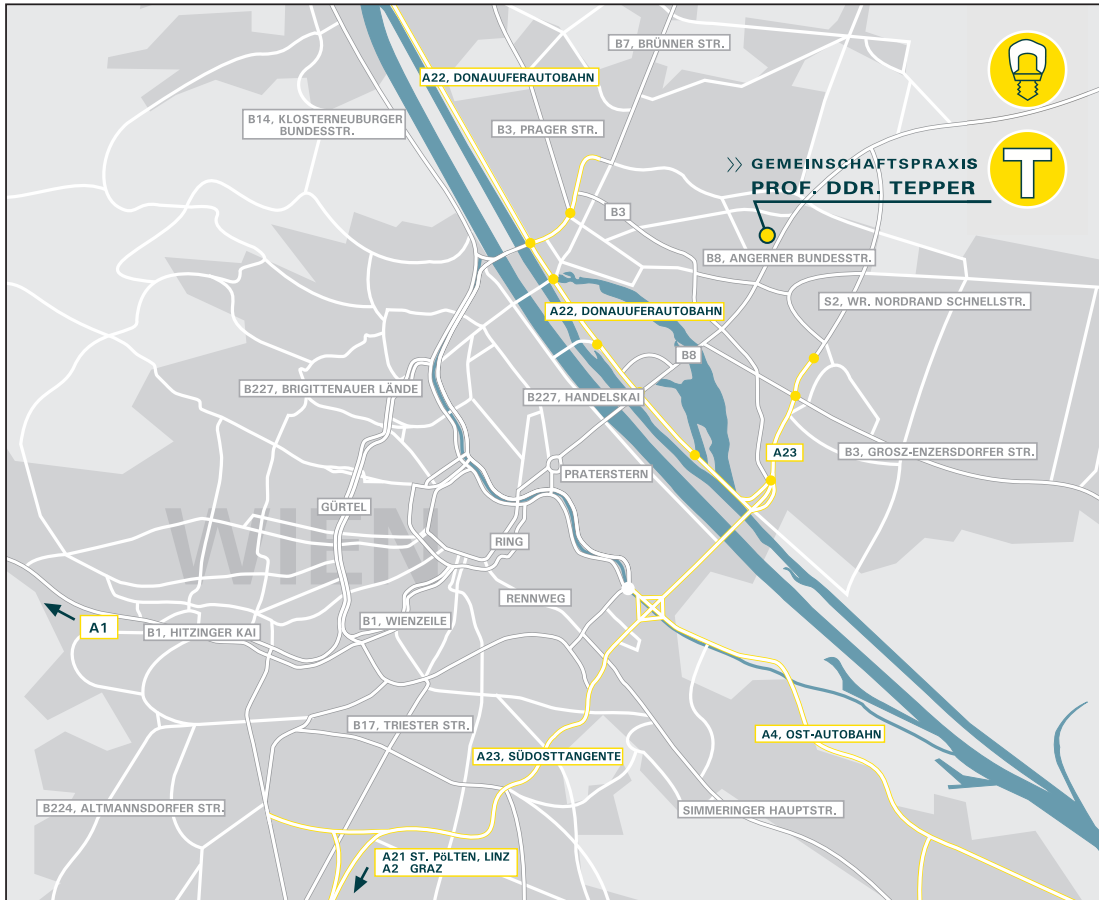 B7, BRÜNNER STR.
A22, DONAUUFERAUTOBAHN
B14, KLOSTERNEUBURGER
BUNDESSTR.
B3, PRAGER STR.
>> GEMEINSCHAFTSPRAXIS
PROF. DDR. TEPPER
T
B3
B8, ANGERNER BUNDESSTR.
S2, WR. NORDRAND SCHNELLSTR.
A22, DONAUUFERAUTOBAHN
B8
B227, BRIGITTENAUER LÄNDE
B227, HANDELSKAI
A23
B3, GROSZ-ENZERSDORFER STR.
PRATERSTERN
GÜRTEL
WIEN
RING
RENNWEG
A1
B1, HITZINGER KAI
B1, WIENZEILE
B17, TRIESTER STR.
A4, OST-AUTOBAHN
A23, SÜDOSTTANGENTE
B224, ALTMANNSDORFER STR.
SIMMERINGER HAUPTSTR.
A21 ST. PöLTEN, LINZ
A2 GRAZ